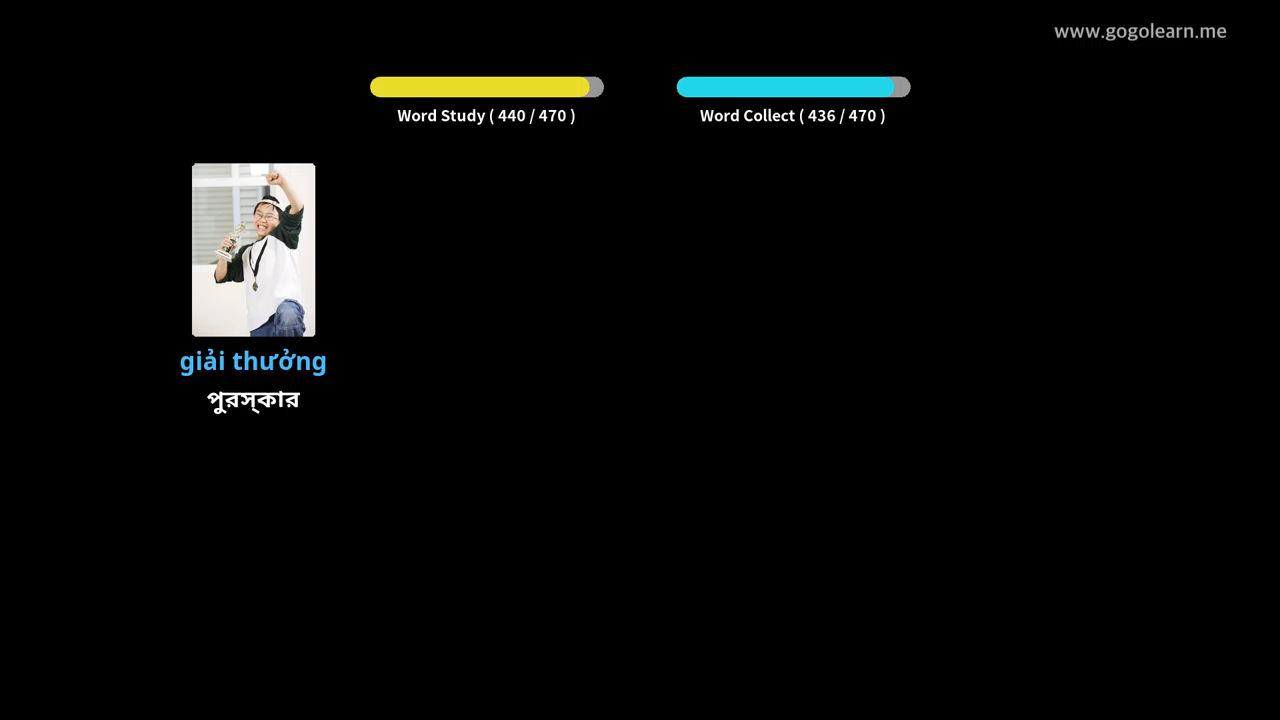 www.gogolearn.me
Word Study ( 440 / 470 )
Word Collect ( 436 / 470 )
giải thưởng
পুরস্কার